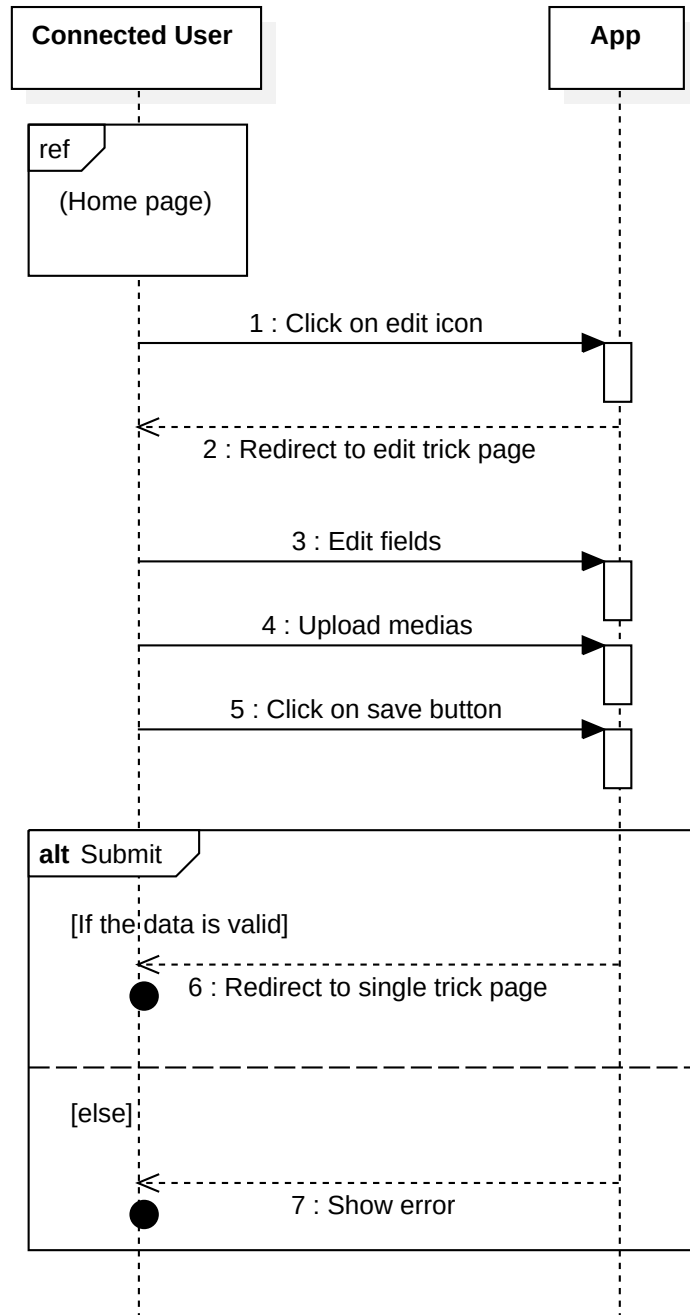 Connected User
App
ref
(Home page)
1 : Click on edit icon
2 : Redirect to edit trick page
3 : Edit fields
4 : Upload medias
5 : Click on save button
alt Submit
[If the data is valid]
6 : Redirect to single trick page
[else]
7 : Show error